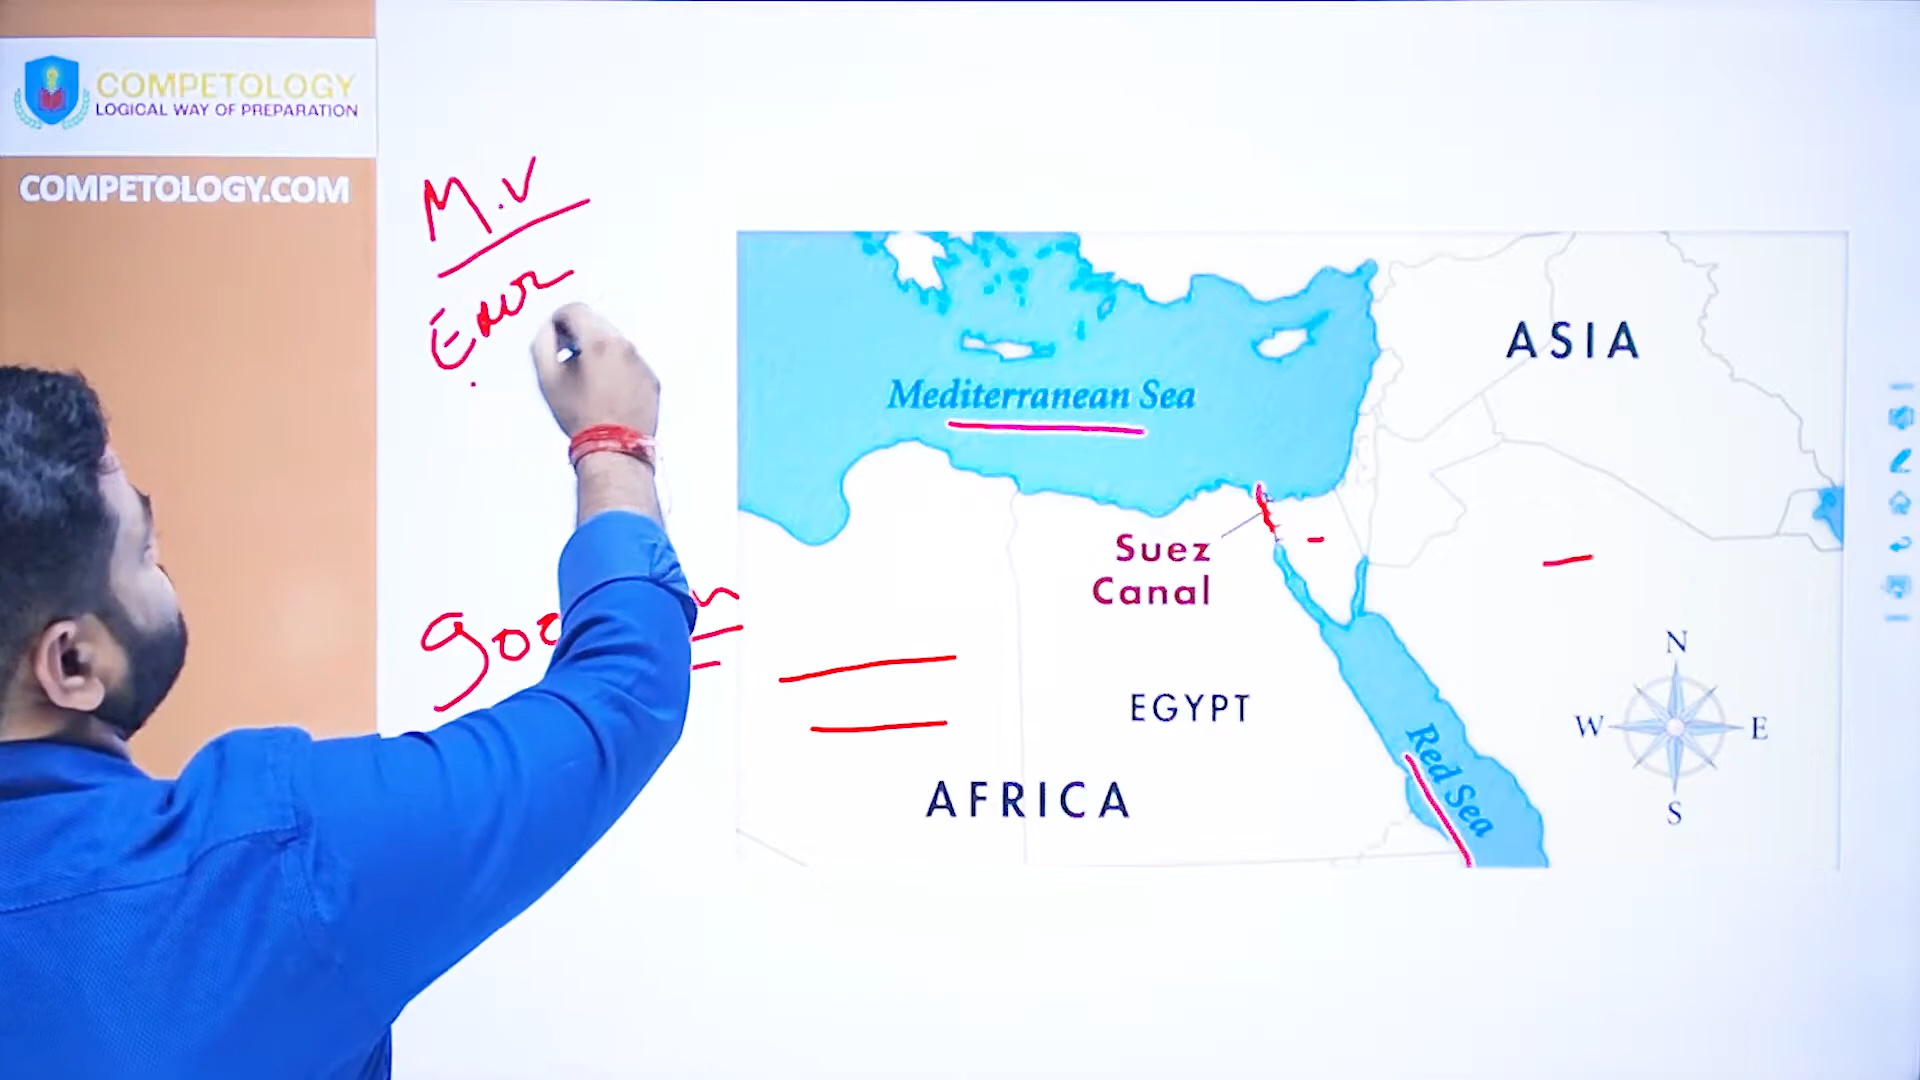 COMPETOLOGY
LOGICAL WAY OF PREPARATION
COMPETOLOGY.COM
M.V
ASIA
Mediterranean Sea
Suez
Canal
EGYPT
AFRICA
Red Sea
N
W
E
S